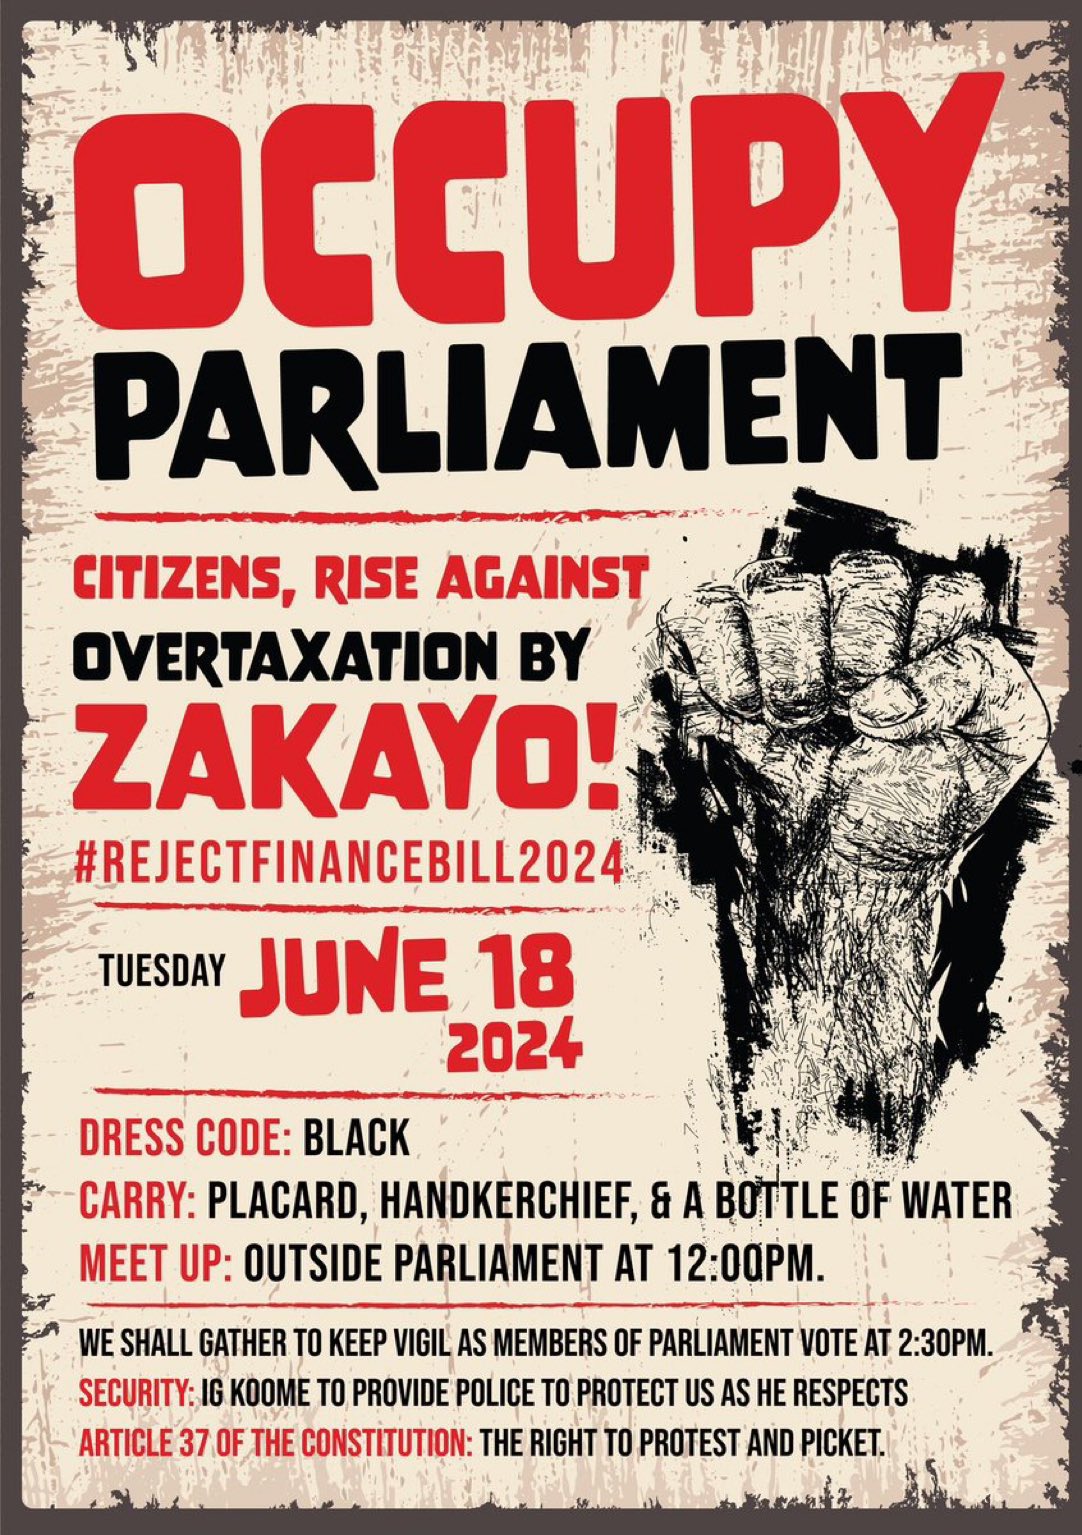 OCCUPY
PARLIAMENT
CITIZENS, RISE AGAINST
OVERTAXATION BY
ZAKAYO!
#REJECTFINANCEBILL2024
TUESDAY JUNE 18
2024
DRESS CODE: BLACK
CARRY: PLACARD, HANDKERCHIEF, & A BOTTLE OF WATER
MEET UP: OUTSIDE PARLIAMENT AT 12:00PM.
WE SHALL GATHER TO KEEP VIGIL AS MEMBERS OF PARLIAMENT VOTE AT 2:30PM.
SECURITY: IG KOOME TO PROVIDE POLICE TO PROTECT US AS HE RESPECTS
ARTICLE 37 OF THE CONSTITUTION: THE RIGHT TO PROTEST AND PICKET.